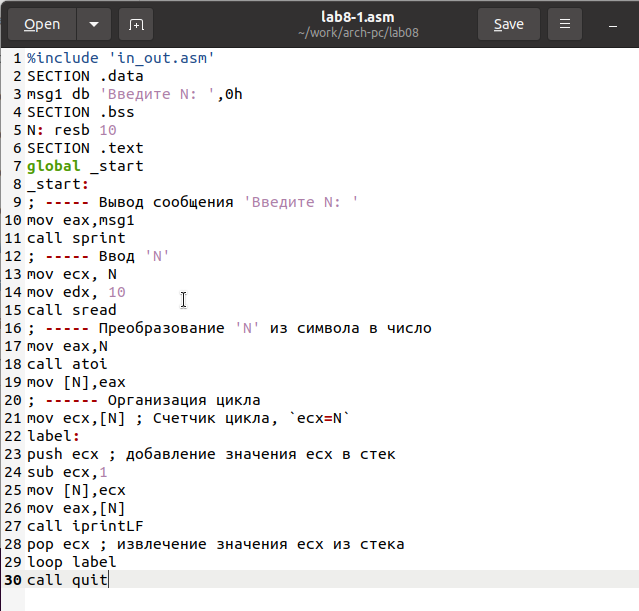 Open
lab8-1.asm
~/work/arch-pc/lab08
Save
1 %include 'in_out.asm'
2 SECTION .data
3 msg1 db 'Введите N: ',0h
4 SECTION .bss
5 N: resb 10
6 SECTION .text
7 global _start
8 _start:
9 ; ----- Вывод сообщения 'Введите N: '
10 mov eax,msg1
11 call sprint
12 ; ----- Ввод 'N'
13 mov ecx, N
14 mov edx, 10
15 call sread
16 ; ----- Преобразование 'N' из символа в число
17 mov eax,N
18 call atoi
19 mov [N],eax
20 ; ------ Организация цикла
21 mov ecx,[N] ; Счетчик цикла, `ecx=N`
22 label:
23 push ecx ; добавление значения ecx в стек
24 sub ecx,1
25 mov [N],ecx
26 mov eax,[N]
27 call iprintLF
28 pop ecx ; извлечение значения ecx из стека
29 loop label
30 call quit